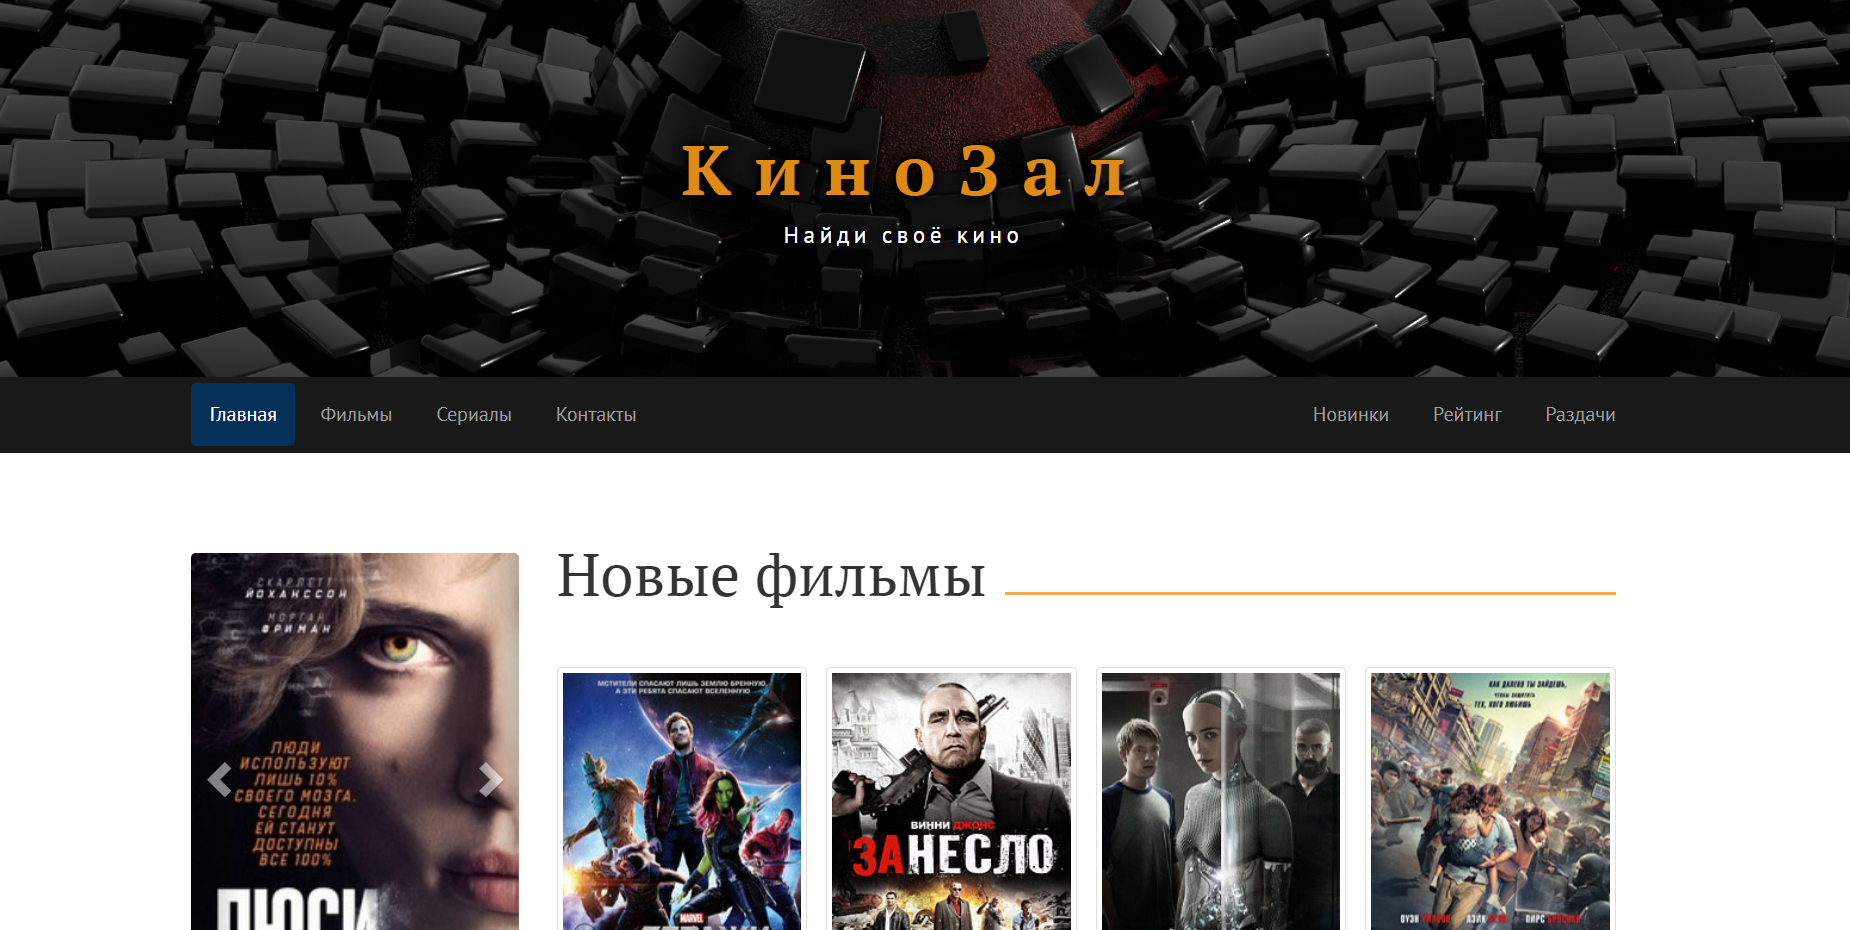 КиноЗал
Найди своё кино
Главная
Фильмы
Сериалы
Контакты
Новинки
Рейтинг
Раздачи
СКАРЛЕТТ
ЙОХАНССОН
МОРГАН
ФРИМАН
ЛЮДИ
ИСПОЛЬЗУЮТ
ЛИШЬ 10%
СВОЕГО МОЗГА.
СЕГОДНЯ
ЕЙ СТАНУТ
ДОСТУПНЫ
ВСЕ 100%
ЛЮСИ
Новые фильмы
МСТИТЕЛИ СПАСАЮТ ЛИШЬ ЗЕМЛЮ БРЕННУЮ,
А ЭТИ РЕБЯТА СПАСАЮТ ВСЕЛЕННУЮ
MARVEL
СТРАЖИ
ВИННИ ДЖОНС
ЗАНЕСЛО
КАК ДАЛЕКО ТЫ ЗАЙДЕШЬ,
ЧТОБЫ ЗАЩИТИТЬ
ТЕХ, КОГО ЛЮБИШЬ
ОУЭН УИЛСОН
ЛЭЙК БЕЛЛ
ПИРС БРОСНАН